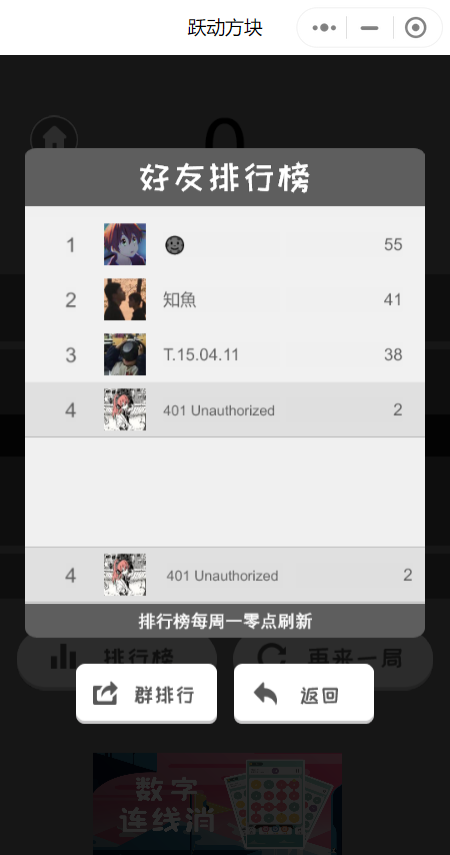 跃动方块
0
好友排行榜
1 🌚 55
2 知魚 41
3 T.15.04.11 38
4 401 Unauthorized 2
4 401 Unauthorized 2
排行榜每周一零点刷新
排行榜 再来一局
群排行 返回
数字
连线消